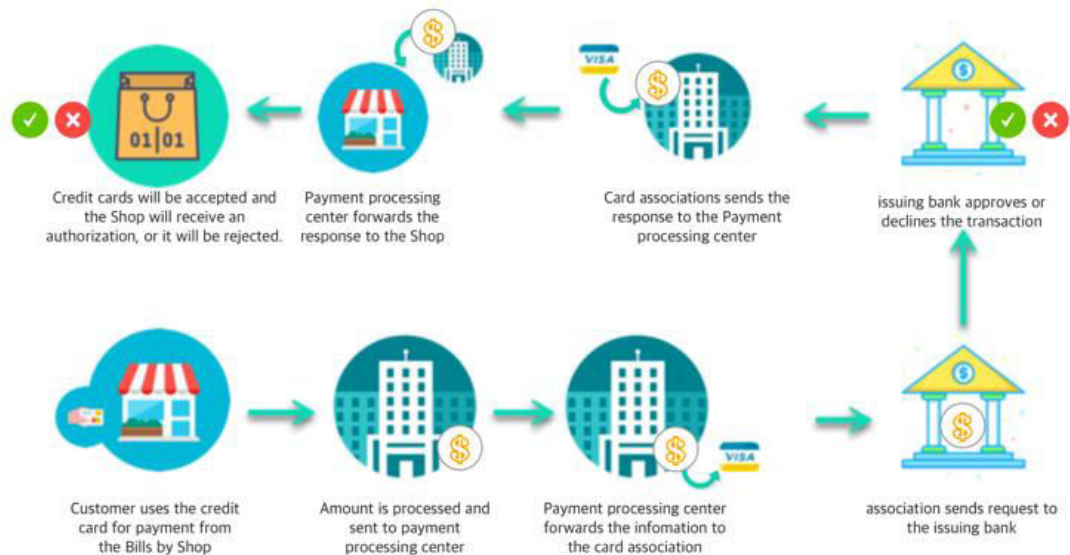 VISA
01|01
Credit cards will be accepted and
the Shop will receive an
authorization, or it will be rejected.
Payment processing
center forwards the
response to the Shop
Card associations sends the
response to the Payment
processing center
issuing bank approves or
declines the transaction
Customer uses the credit
card for payment from
the Bills by Shop
Amount is processed and
sent to payment
processing center
VISA
Payment processing center
forwards the infomation to
the card association
association sends request to
the issuing bank